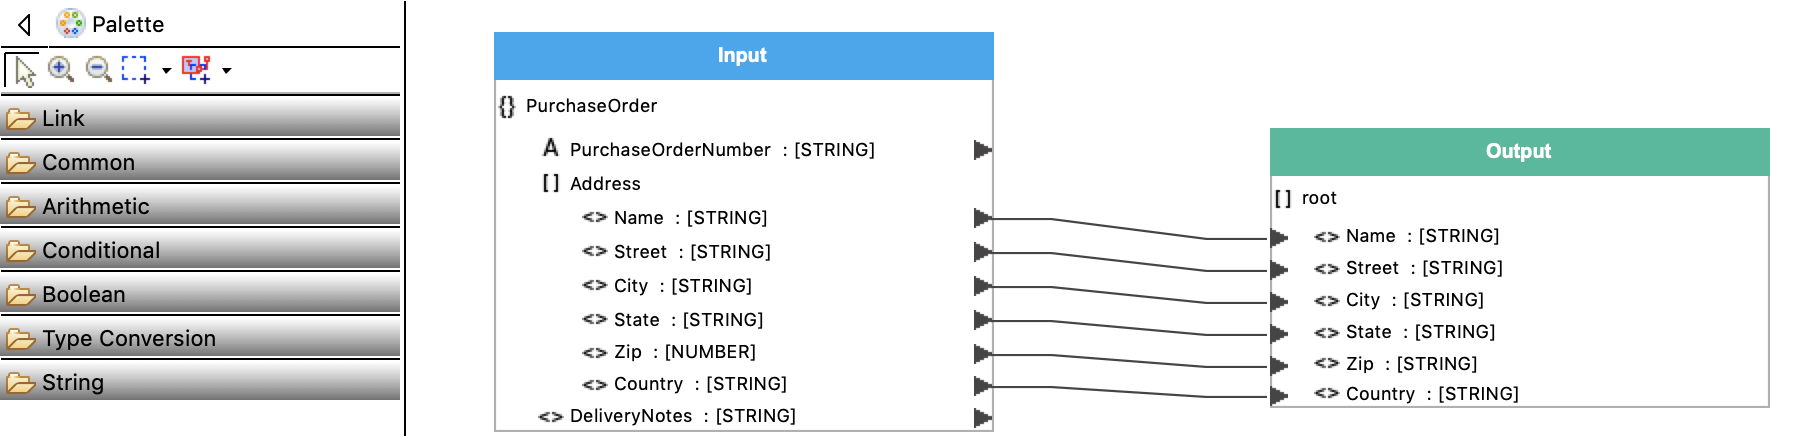 Palette
Link
Common
Arithmetic
Conditional
Boolean
Type Conversion
String
Input
{} PurchaseOrder
A PurchaseOrderNumber : [STRING]
[] Address
<> Name : [STRING]
<> Street : [STRING]
<> City : [STRING]
<> State : [STRING]
<> Zip : [NUMBER]
<> Country : [STRING]
<> DeliveryNotes : [STRING]
Output
[] root
<> Name : [STRING]
<> Street : [STRING]
<> City : [STRING]
<> State : [STRING]
<> Zip : [STRING]
<> Country : [STRING]